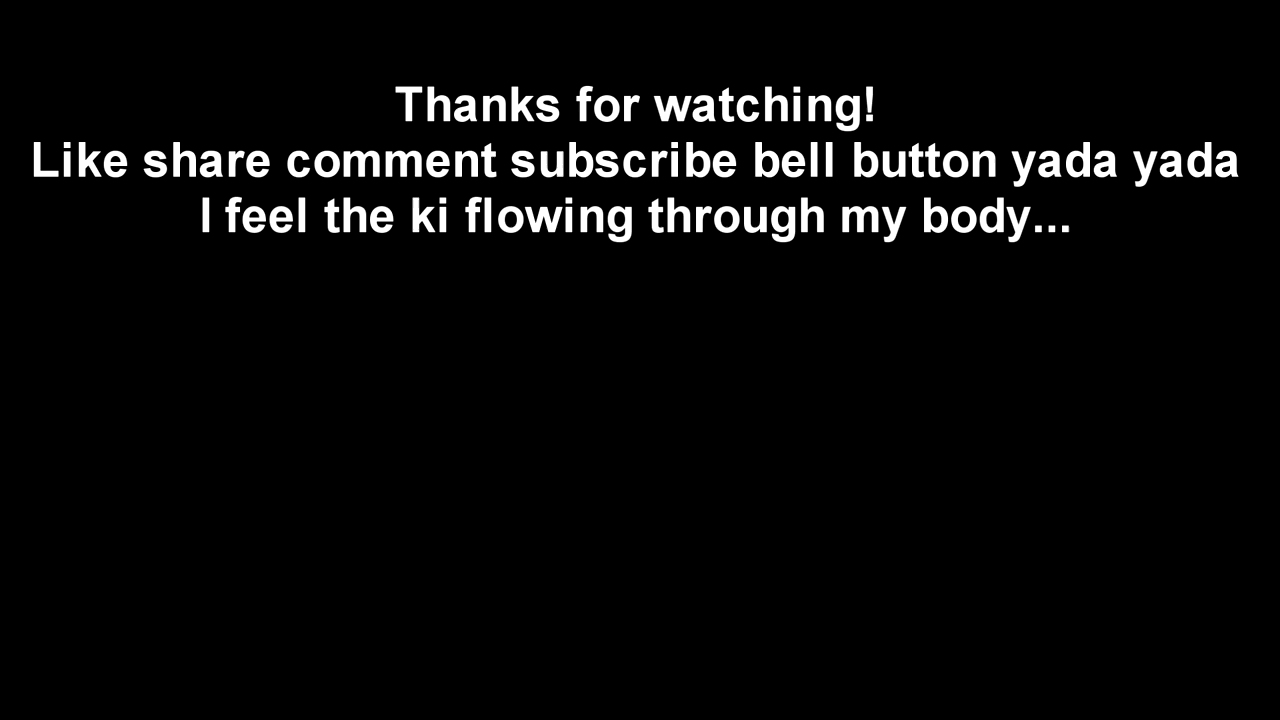 Thanks for watching!
Like share comment subscribe bell button yada yada
I feel the ki flowing through my body...